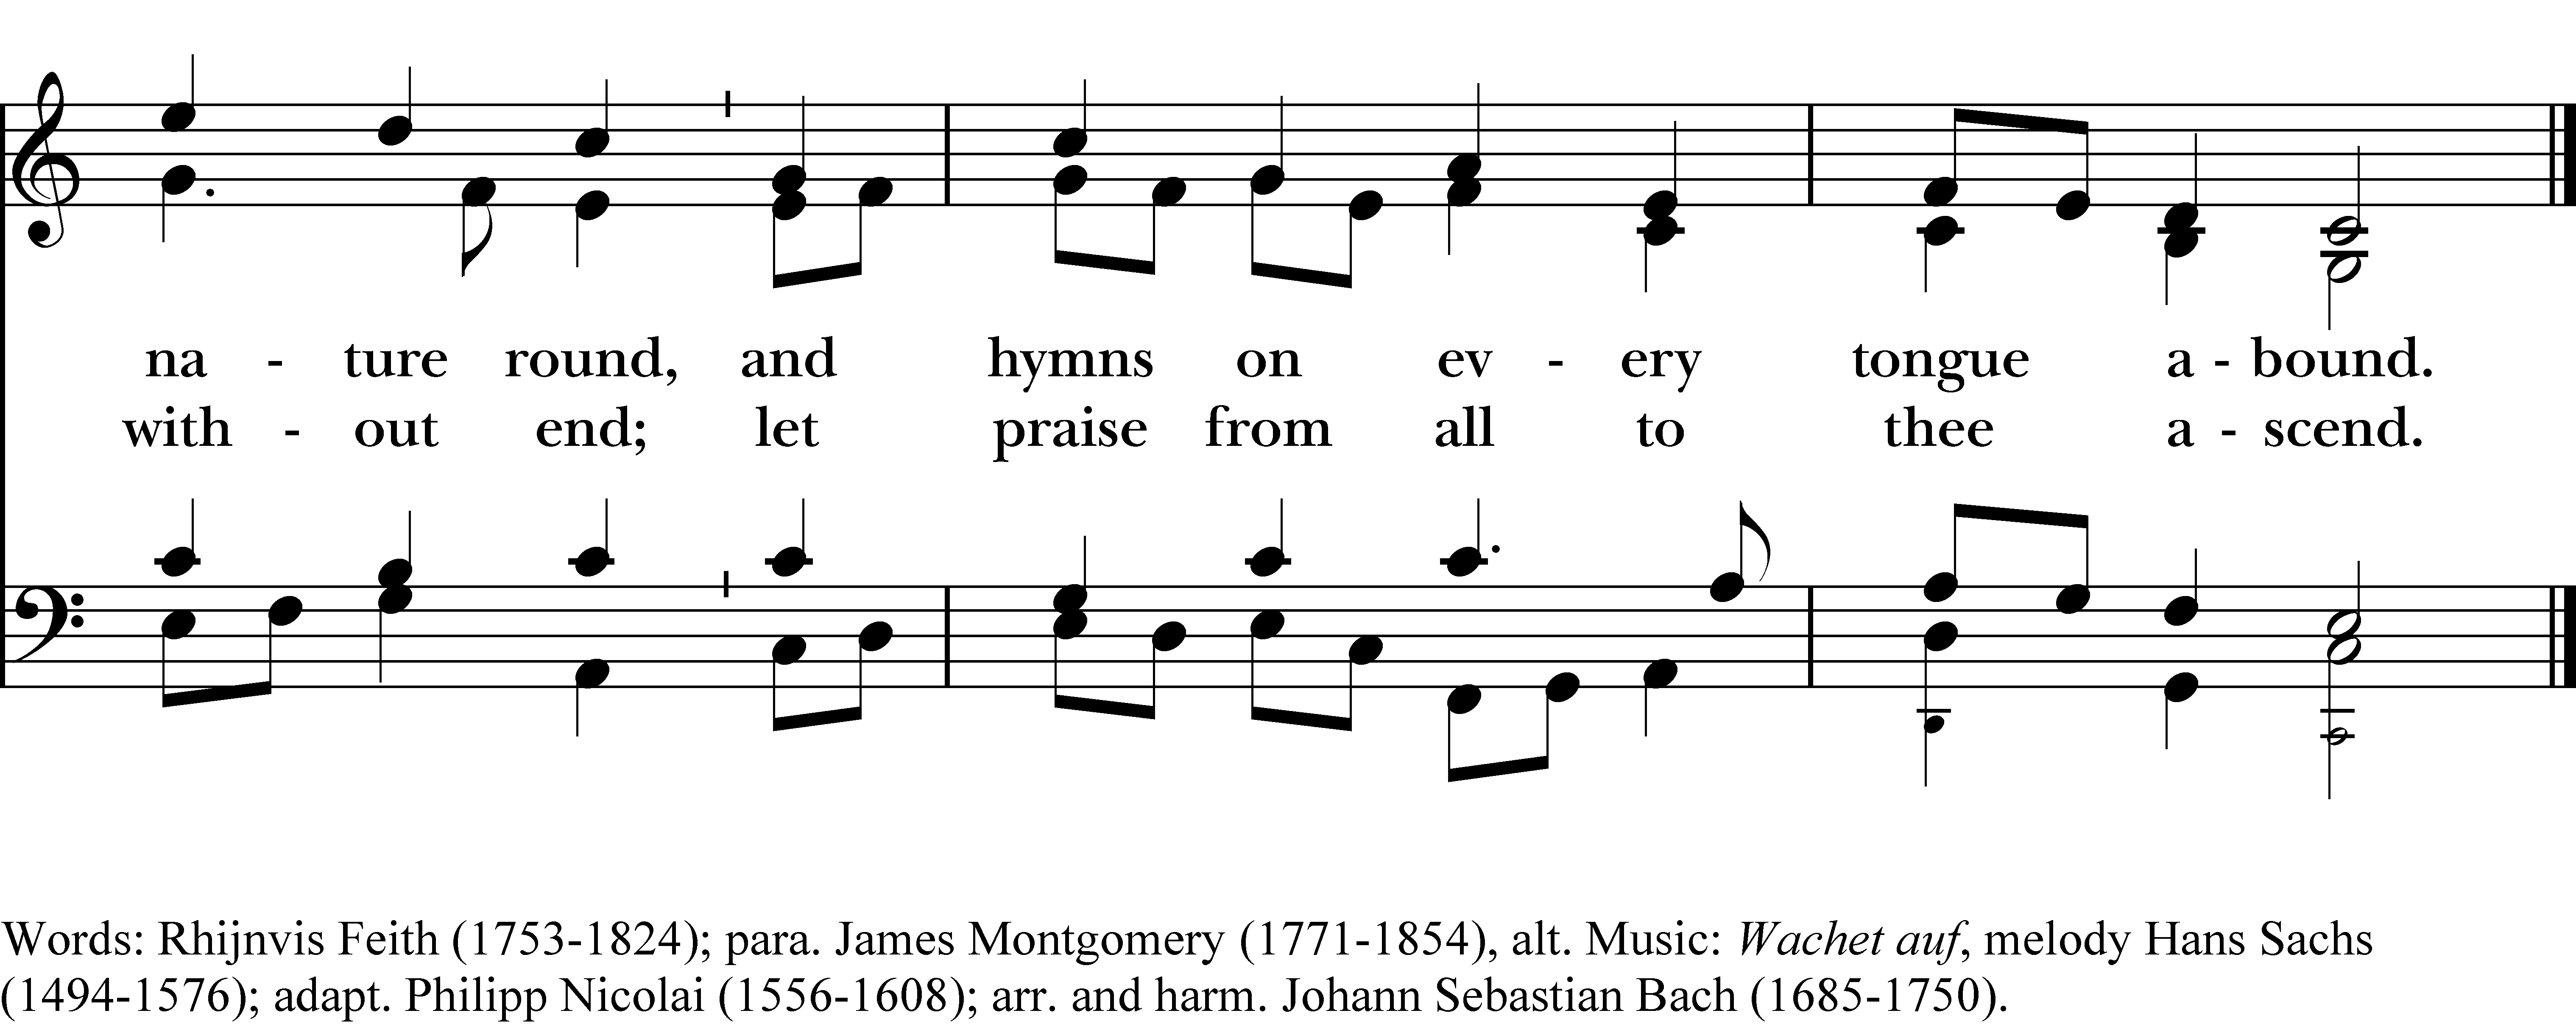 na - ture round, and hymns on ev - ery tongue a - bound.
with - out end; let praise from all to thee a - scend.
Words: Rhijnvis Feith (1753-1824); para. James Montgomery (1771-1854), alt. Music: Wachet auf, melody Hans Sachs
(1494-1576); adapt. Philipp Nicolai (1556-1608); arr. and harm. Johann Sebastian Bach (1685-1750).